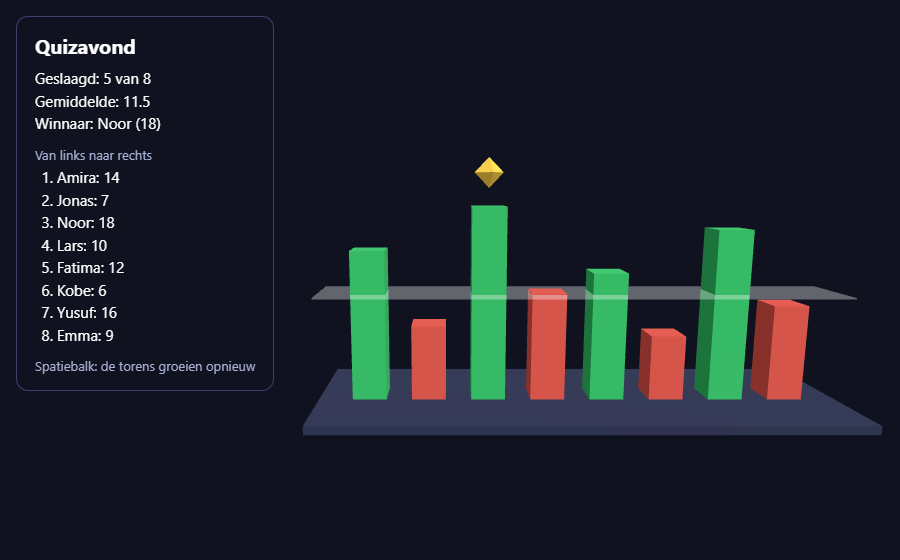 Quizavond
Geslaagd: 5 van 8
Gemiddelde: 11.5
Winnaar: Noor (18)
Van links naar rechts
1. Amira: 14
2. Jonas: 7
3. Noor: 18
4. Lars: 10
5. Fatima: 12
6. Kobe: 6
7. Yusuf: 16
8. Emma: 9
Spatiebalk: de torens groeien opnieuw